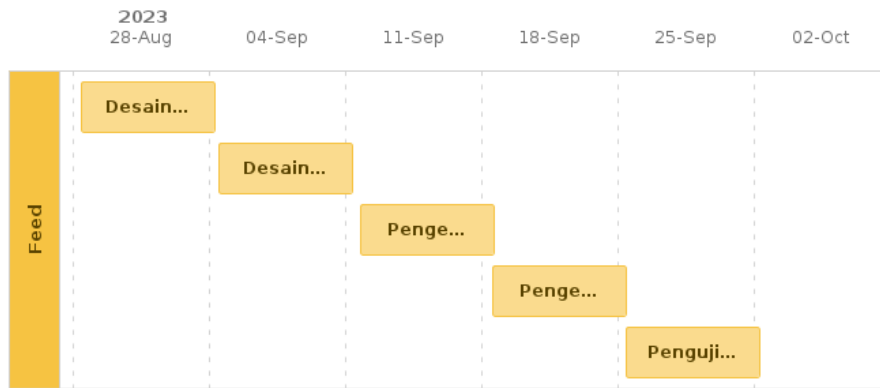 2023
28-Aug 04-Sep 11-Sep 18-Sep 25-Sep 02-Oct
Feed
Desain...
Desain...
Penge...
Penge...
Penguji...